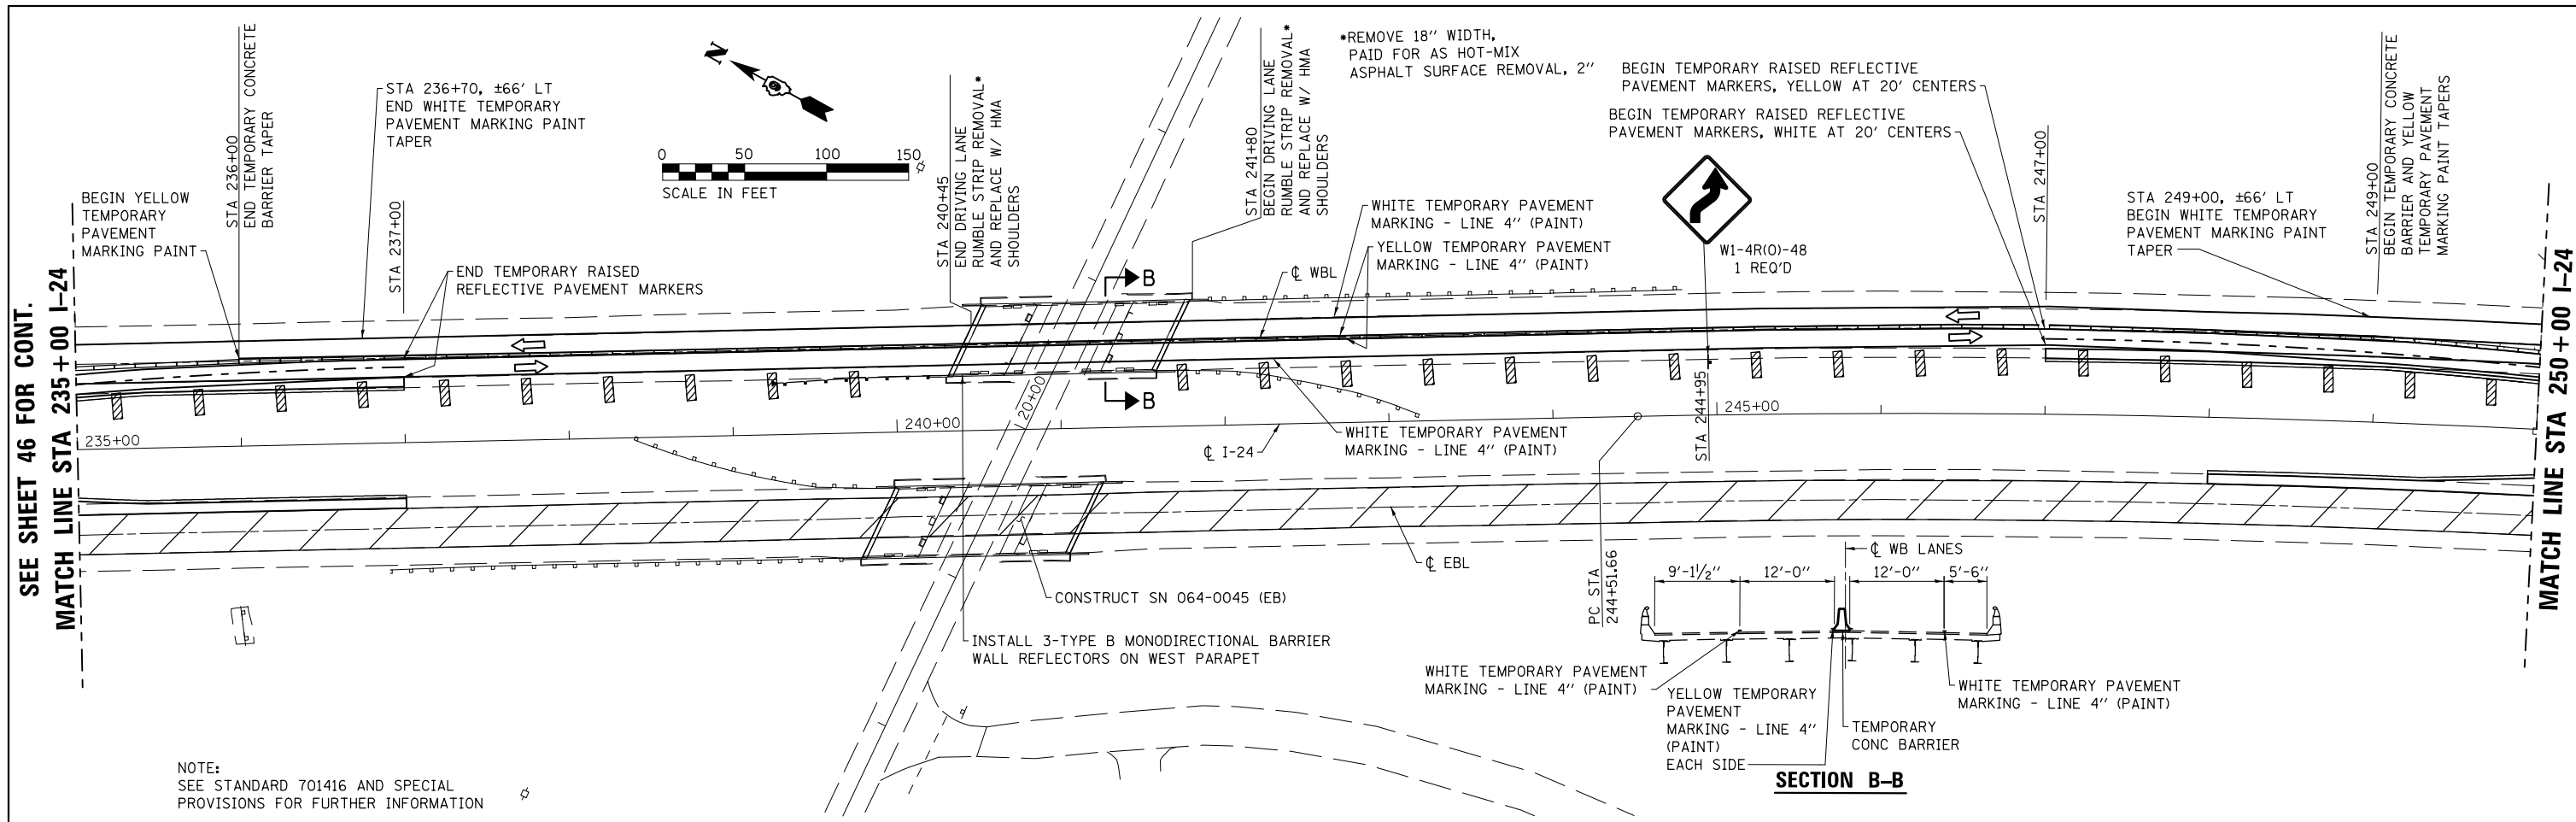 SEE SHEET 46 FOR CONT.
MATCH LINE STA 235+00 I-24
BEGIN YELLOW
TEMPORARY
PAVEMENT
MARKING PAINT
STA 236+00
END TEMPORARY CONCRETE
BARRIER TAPER
STA 236+70, ±66' LT
END WHITE TEMPORARY
PAVEMENT MARKING PAINT
TAPER
STA 237+00
END TEMPORARY RAISED
REFLECTIVE PAVEMENT MARKERS
N
0 50 100 150
SCALE IN FEET
STA 240+45
END DRIVING LANE
RUMBLE STRIP REMOVAL*
AND REPLACE W/ HMA
SHOULDERS
STA 241+80
BEGIN DRIVING LANE
RUMBLE STRIP REMOVAL*
AND REPLACE W/ HMA
SHOULDERS
*REMOVE 18" WIDTH,
PAID FOR AS HOT-MIX
ASPHALT SURFACE REMOVAL, 2"
BEGIN TEMPORARY RAISED REFLECTIVE
PAVEMENT MARKERS, YELLOW AT 20' CENTERS
BEGIN TEMPORARY RAISED REFLECTIVE
PAVEMENT MARKERS, WHITE AT 20' CENTERS
WHITE TEMPORARY PAVEMENT
MARKING - LINE 4" (PAINT)
YELLOW TEMPORARY PAVEMENT
MARKING - LINE 4" (PAINT)
℄ WBL
W1-4R(O)-48
1 REQ'D
STA 247+00
STA 249+00, ±66' LT
BEGIN WHITE TEMPORARY
PAVEMENT MARKING PAINT
TAPER
STA 249+00
BEGIN TEMPORARY CONCRETE
BARRIER AND YELLOW
TEMPORARY PAVEMENT
MARKING PAINT TAPERS
MATCH LINE STA 250+00 I-24
B
B
20+00
235+00
240+00
245+00
STA 244+95
WHITE TEMPORARY PAVEMENT
MARKING - LINE 4" (PAINT)
℄ I-24
PC STA
244+51.66
℄ EBL
CONSTRUCT SN 064-0045 (EB)
INSTALL 3-TYPE B MONODIRECTIONAL BARRIER
WALL REFLECTORS ON WEST PARAPET
℄ WB LANES
9'-1½" 12'-0" 12'-0" 5'-6"
WHITE TEMPORARY PAVEMENT
MARKING - LINE 4" (PAINT)
YELLOW TEMPORARY
PAVEMENT
MARKING - LINE 4"
(PAINT)
EACH SIDE
TEMPORARY
CONC BARRIER
WHITE TEMPORARY PAVEMENT
MARKING - LINE 4" (PAINT)
SECTION B-B
NOTE:
SEE STANDARD 701416 AND SPECIAL
PROVISIONS FOR FURTHER INFORMATION